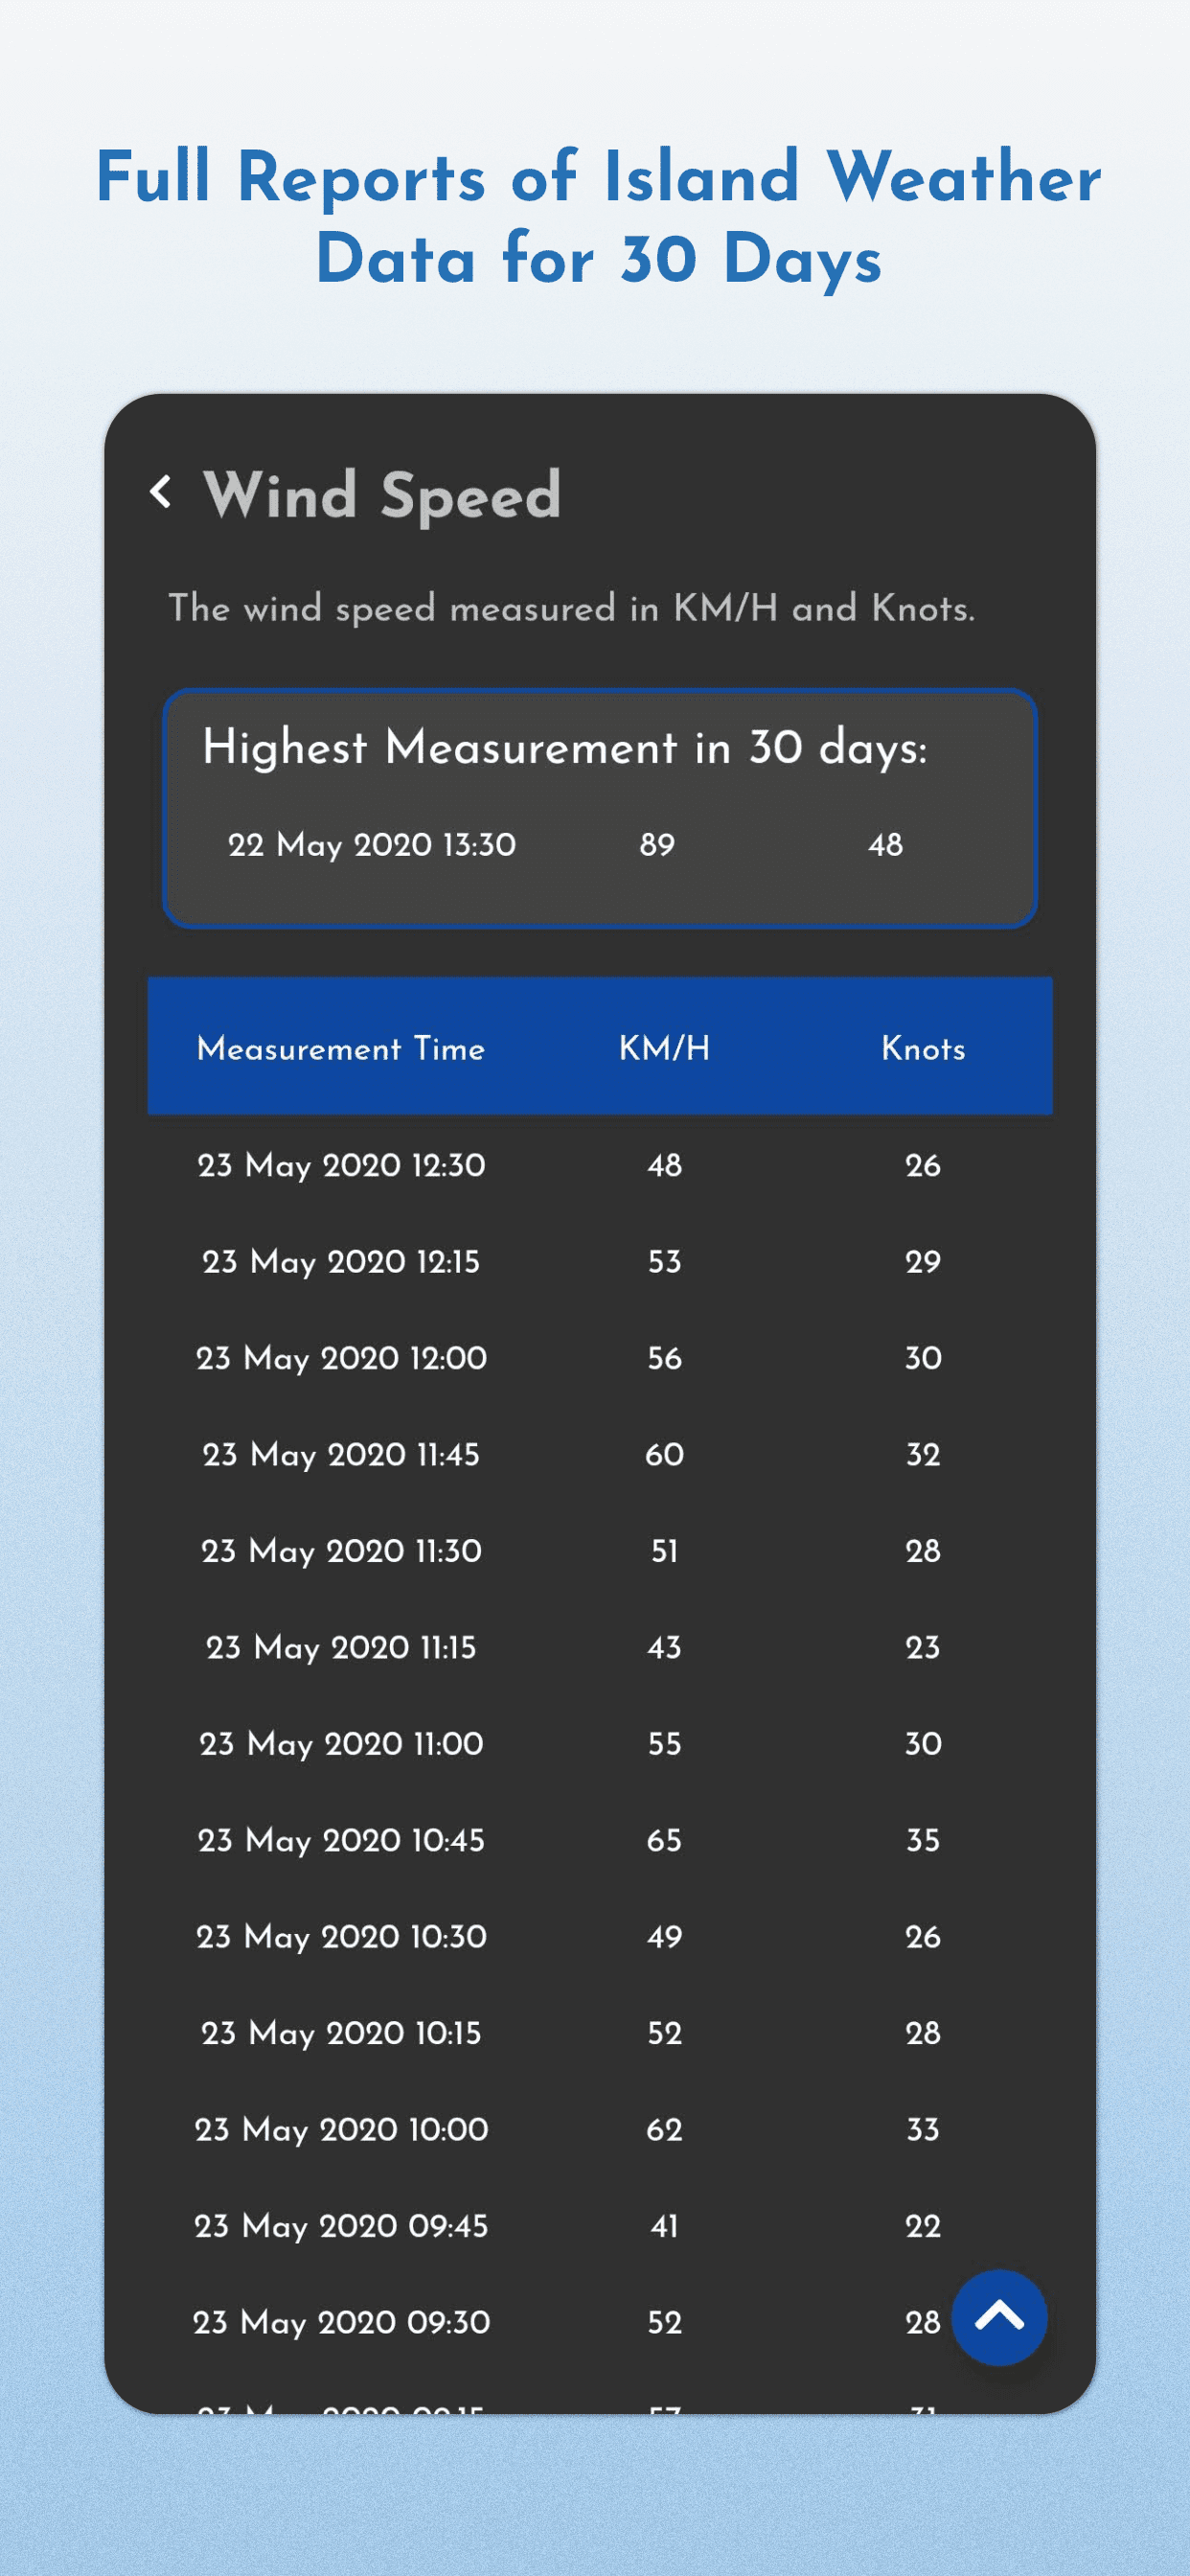 Full Reports of Island Weather
Data for 30 Days
Wind Speed
The wind speed measured in KM/H and Knots.
Highest Measurement in 30 days:
22 May 2020 13:30 89 48
Measurement Time KM/H Knots
23 May 2020 12:30 48 26
23 May 2020 12:15 53 29
23 May 2020 12:00 56 30
23 May 2020 11:45 60 32
23 May 2020 11:30 51 28
23 May 2020 11:15 43 23
23 May 2020 11:00 55 30
23 May 2020 10:45 65 35
23 May 2020 10:30 49 26
23 May 2020 10:15 52 28
23 May 2020 10:00 62 33
23 May 2020 09:45 41 22
23 May 2020 09:30 52 28